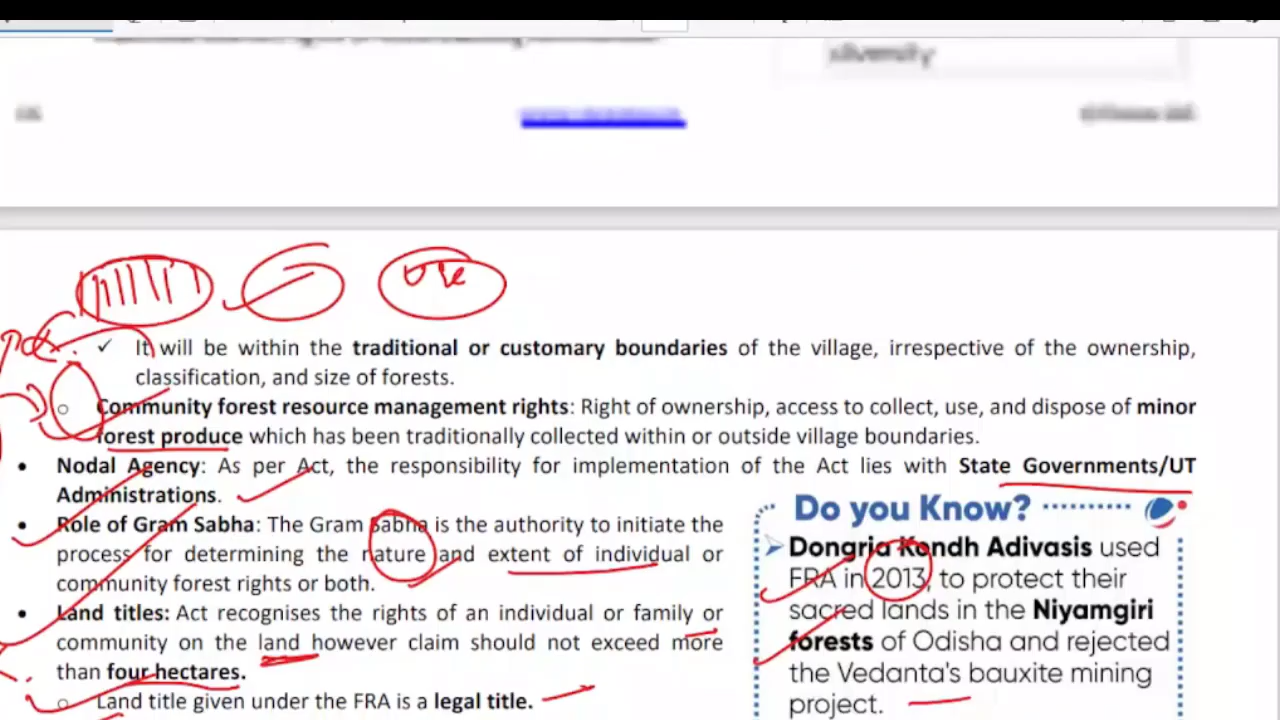 use
✓ It will be within the traditional or customary boundaries of the village, irrespective of the ownership,
classification, and size of forests.
o Community forest resource management rights: Right of ownership, access to collect, use, and dispose of minor
forest produce which has been traditionally collected within or outside village boundaries.
• Nodal Agency: As per Act, the responsibility for implementation of the Act lies with State Governments/UT
Administrations.
• Role of Gram Sabha: The Gram Sabha is the authority to initiate the
process for determining the nature and extent of individual or
community forest rights or both.
• Land titles: Act recognises the rights of an individual or family or
community on the land however claim should not exceed more
than four hectares.
o Land title given under the FRA is a legal title.
Do you Know?
➤ Dongria Kondh Adivasis used
FRA in 2013, to protect their
sacred lands in the Niyamgiri
forests of Odisha and rejected
the Vedanta's bauxite mining
project.